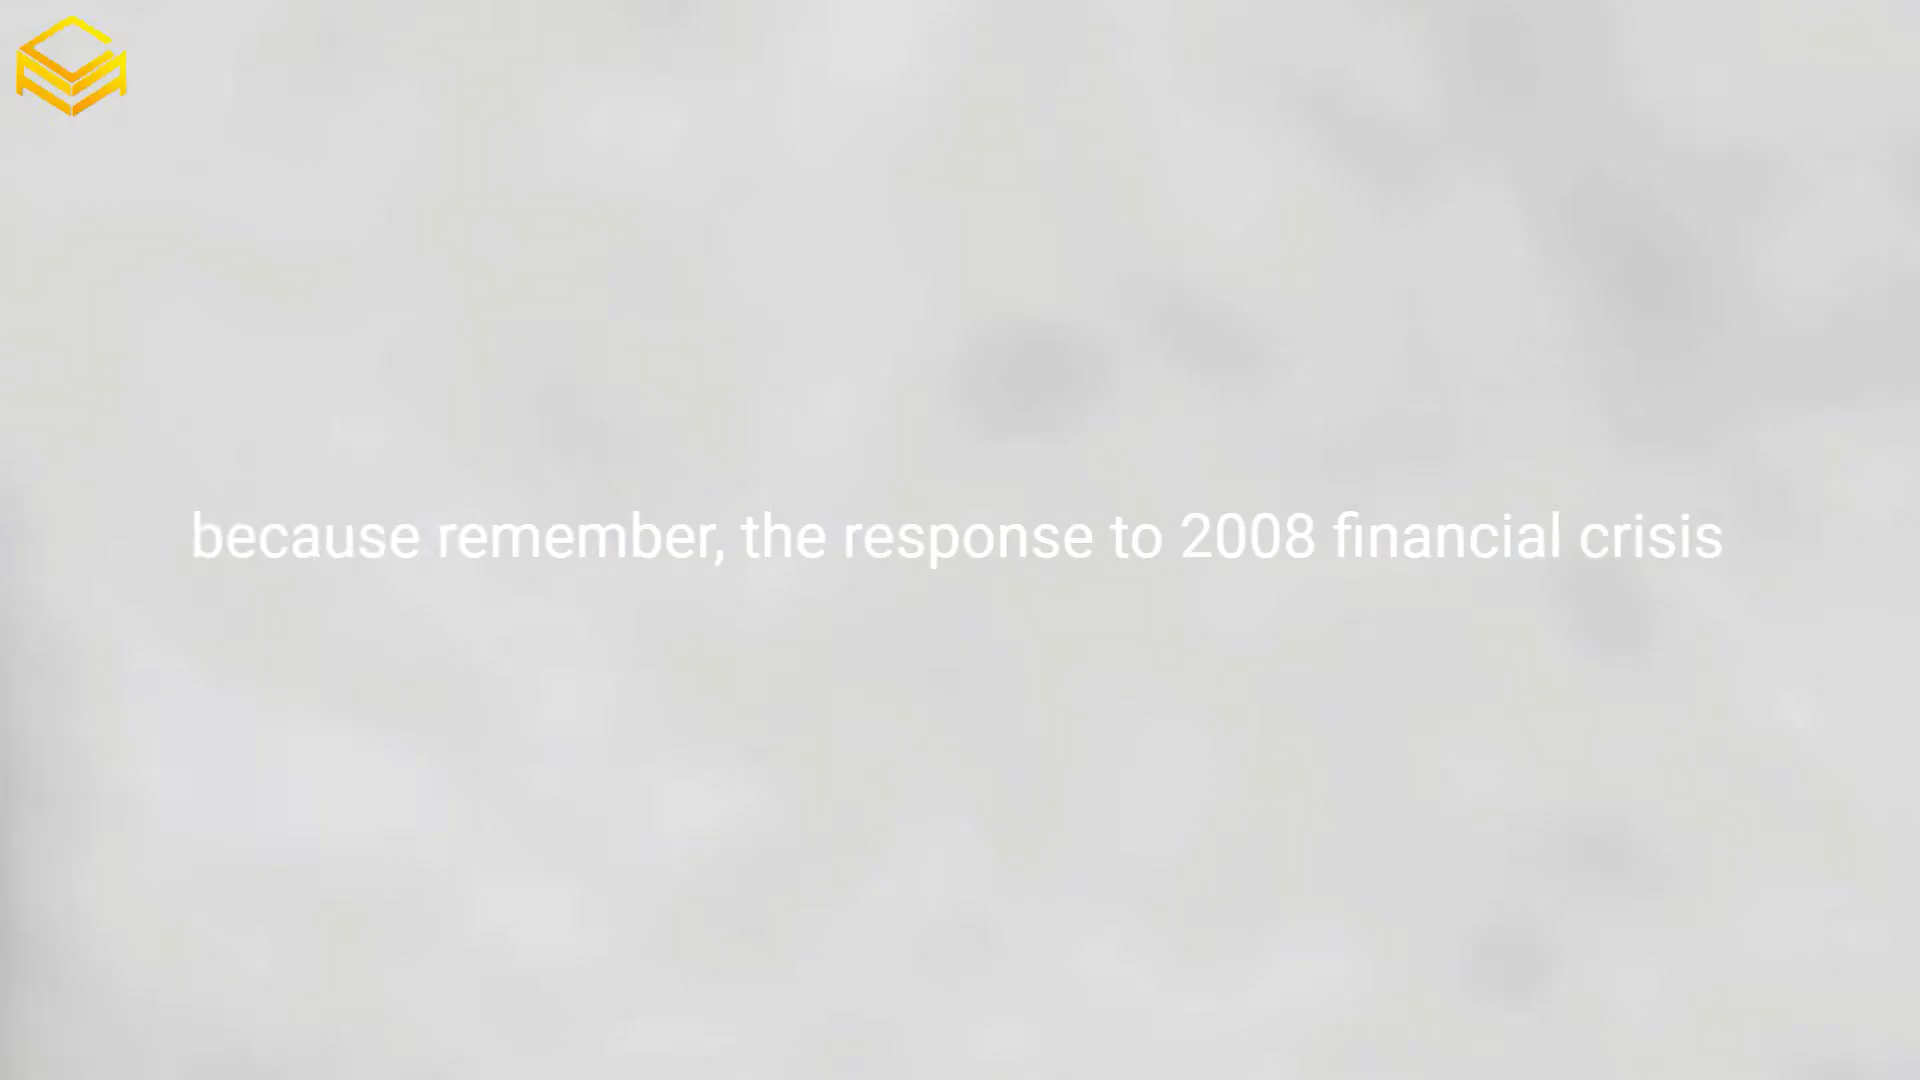 because remember, the response to 2008 financial crisis